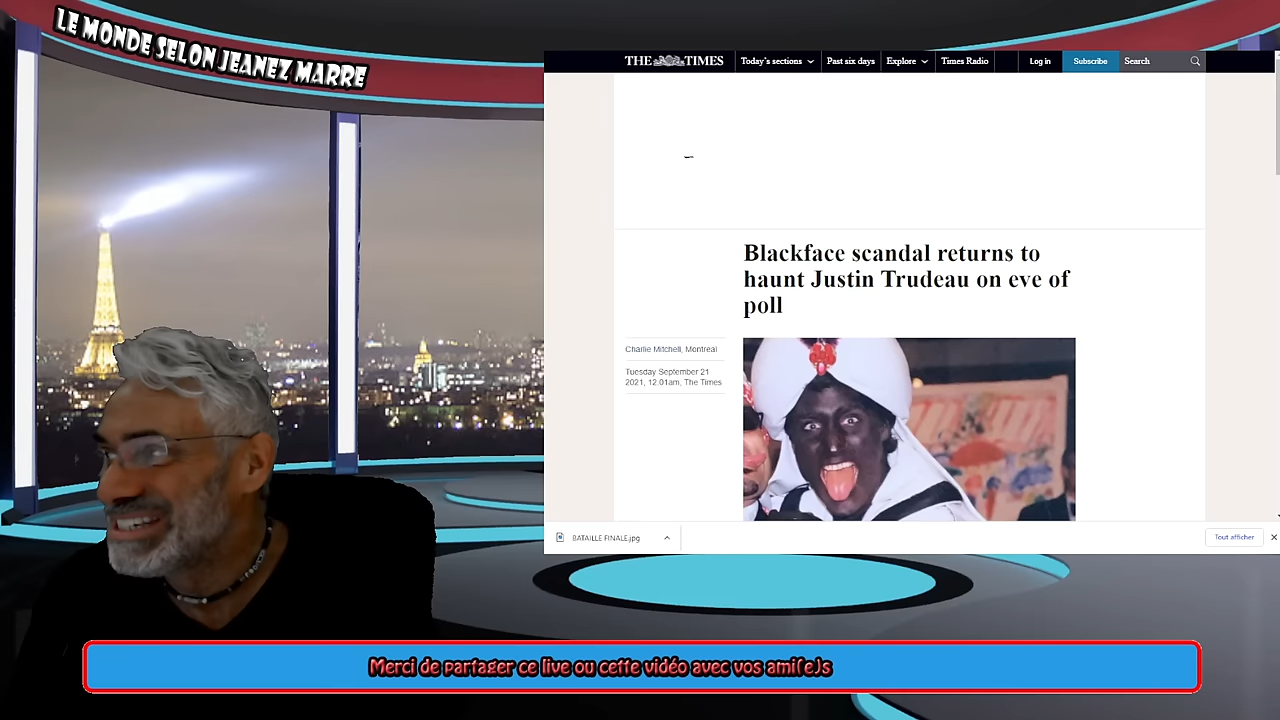 LE MONDE SELON JEANEZ MARRE
THE TIMES
Today's sections
Past six days
Explore
Times Radio
Log in
Subscribe
Search
Blackface scandal returns to
haunt Justin Trudeau on eve of
poll
Charlie Mitchell, Montreal
Tuesday September 21
2021, 12.01am, The Times
BATAILLE FINALE.jpg
Tout afficher
Merci de partager ce live ou cette vidéo avec vos ami(e)s